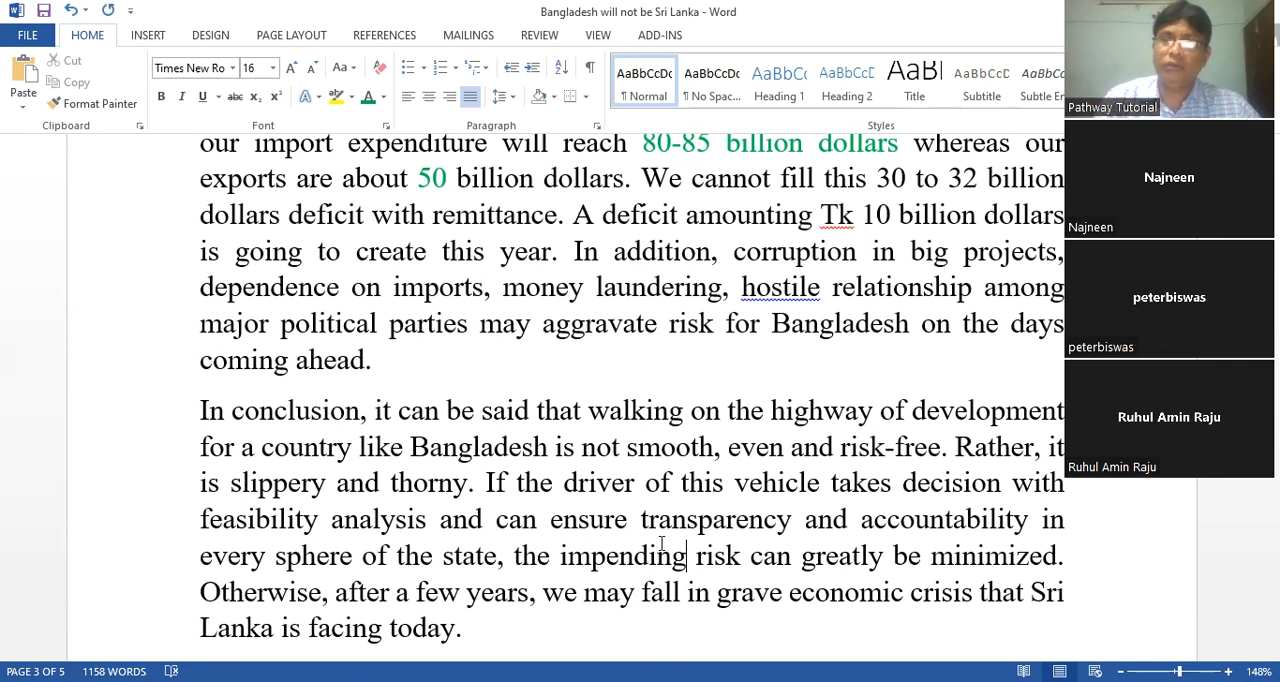 Bangladesh will not be Sri Lanka - Word
FILE HOME INSERT DESIGN PAGE LAYOUT REFERENCES MAILINGS REVIEW VIEW ADD-INS
Paste
Cut
Copy
Format Painter
Clipboard
Times New Ro 16
Aa
B I U abc X₂ X² A A
Font
Paragraph
AaBbCcDc AaBbCcDc AaBbCc AaBbCcD AaBl AaBbCcD AaBbCcD
¶ Normal ¶ No Spac... Heading 1 Heading 2 Title Subtitle Subtle En
Styles
our import expenditure will reach 80-85 billion dollars whereas our
exports are about 50 billion dollars. We cannot fill this 30 to 32 billion
dollars deficit with remittance. A deficit amounting Tk 10 billion dollars
is going to create this year. In addition, corruption in big projects,
dependence on imports, money laundering, hostile relationship among
major political parties may aggravate risk for Bangladesh on the days
coming ahead.
In conclusion, it can be said that walking on the highway of development
for a country like Bangladesh is not smooth, even and risk-free. Rather, it
is slippery and thorny. If the driver of this vehicle takes decision with
feasibility analysis and can ensure transparency and accountability in
every sphere of the state, the impending risk can greatly be minimized.
Otherwise, after a few years, we may fall in grave economic crisis that Sri
Lanka is facing today.
Pathway Tutorial
Najneen
Najneen
peterbiswas
peterbiswas
Ruhul Amin Raju
Ruhul Amin Raju
PAGE 3 OF 5 1158 WORDS
148%